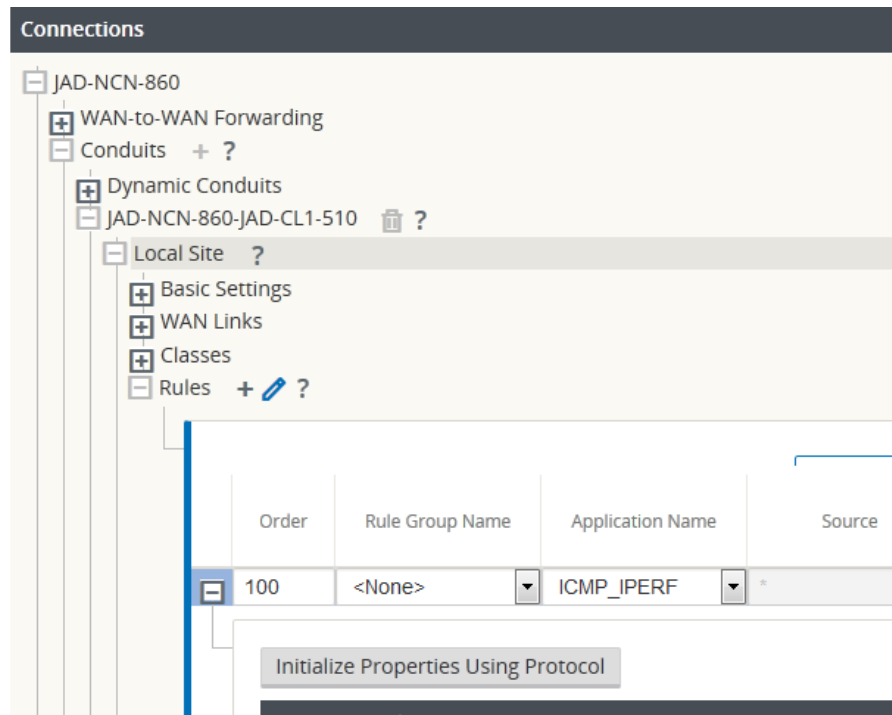 Connections
JAD-NCN-860
WAN-to-WAN Forwarding
Conduits + ?
Dynamic Conduits
JAD-NCN-860-JAD-CL1-510 ?
Local Site ?
Basic Settings
WAN Links
Classes
Rules + ?
Order Rule Group Name Application Name Source
100 <None> ICMP_IPERF *
Initialize Properties Using Protocol